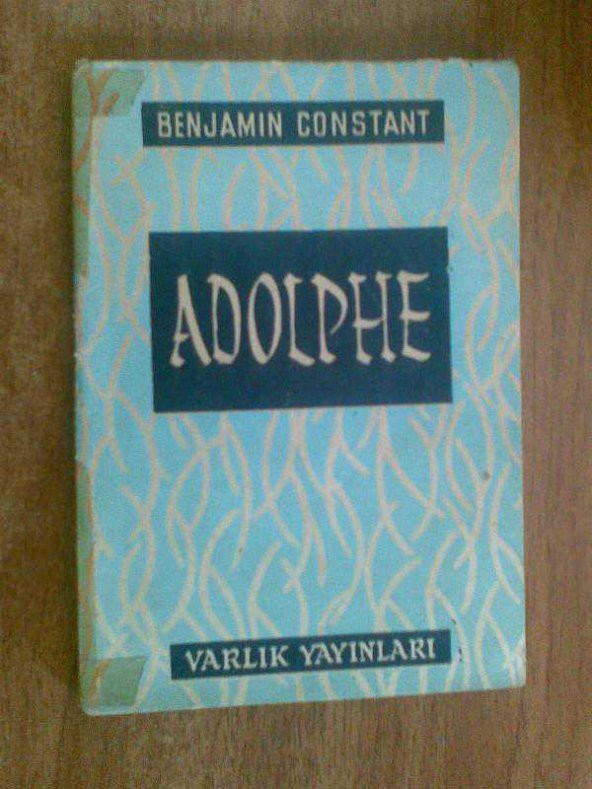 BENJAMIN CONSTANT
ADOLPHE
VARLIK YAYINLARI